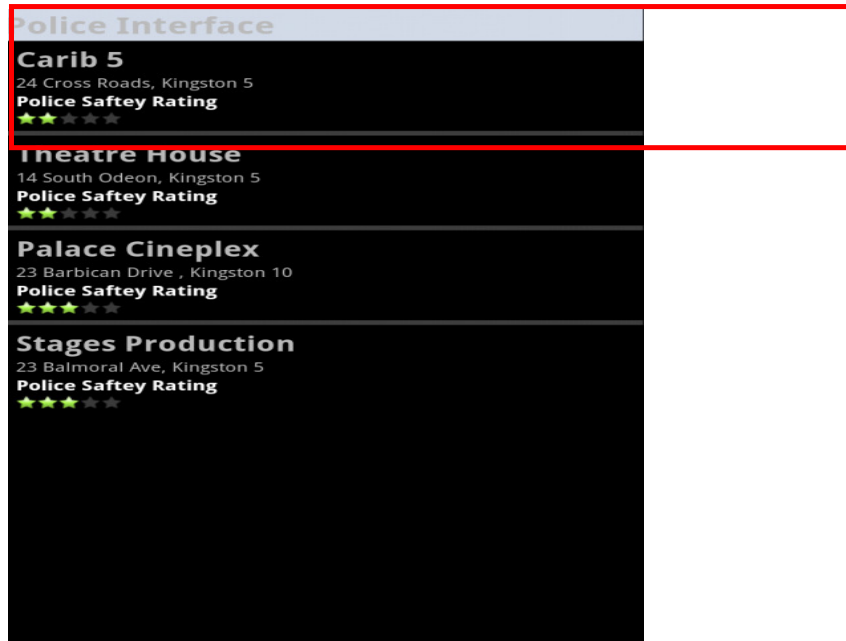 Police Interface
Carib 5
24 Cross Roads, Kingston 5
Police Saftey Rating
Theatre House
14 South Odeon, Kingston 5
Police Saftey Rating
Palace Cineplex
23 Barbican Drive , Kingston 10
Police Saftey Rating
Stages Production
23 Balmoral Ave, Kingston 5
Police Saftey Rating